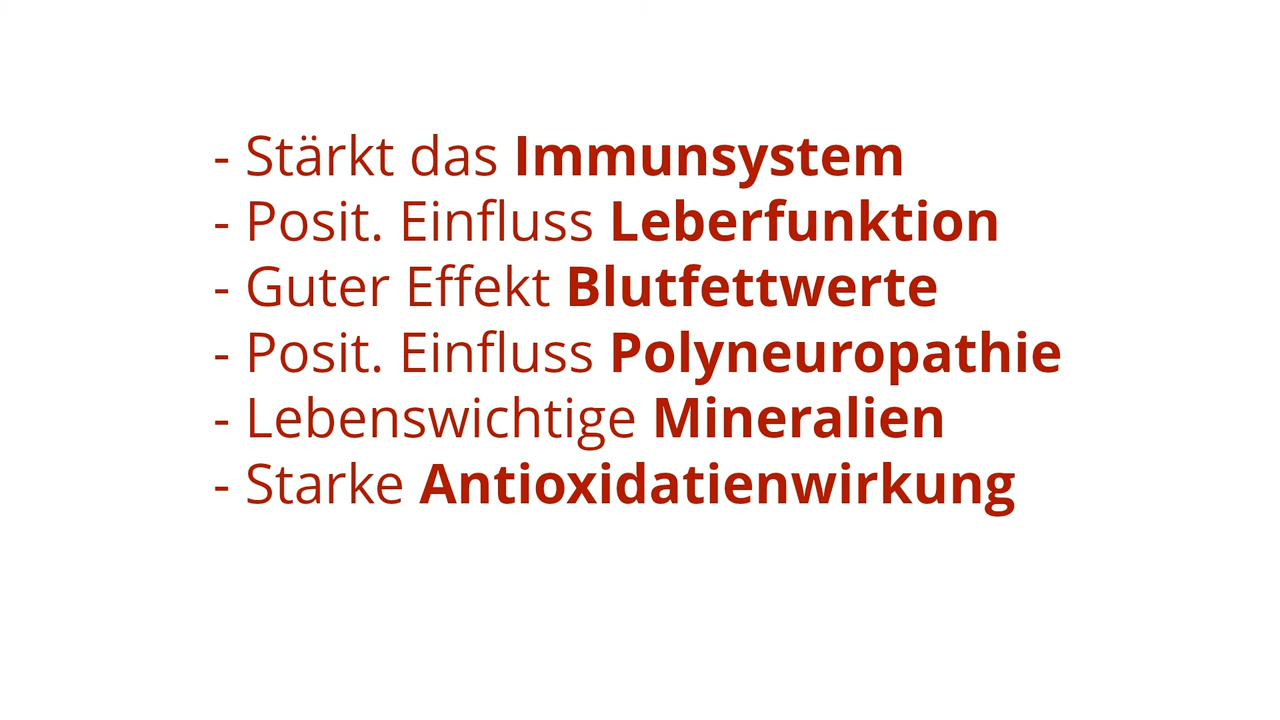 - Stärkt das Immunsystem
- Posit. Einfluss Leberfunktion
- Guter Effekt Blutfettwerte
- Posit. Einfluss Polyneuropathie
- Lebenswichtige Mineralien
- Starke Antioxidatienwirkung